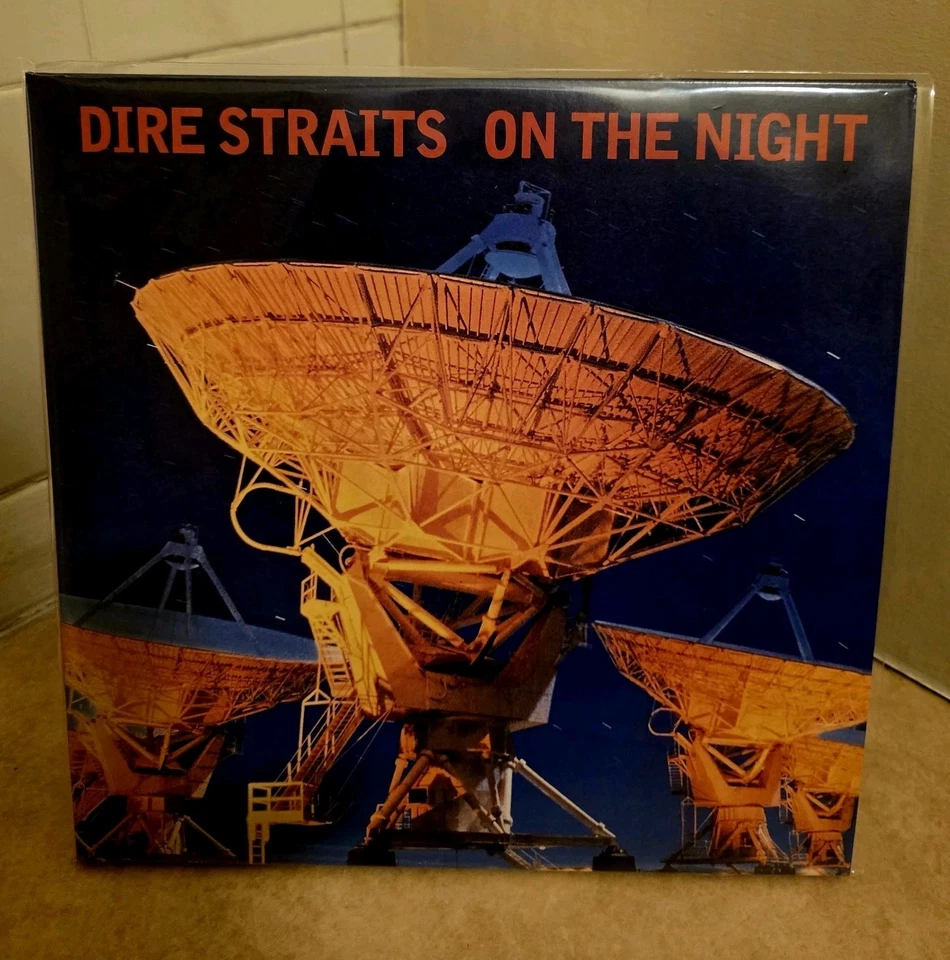 DIRE STRAITS ON THE NIGHT